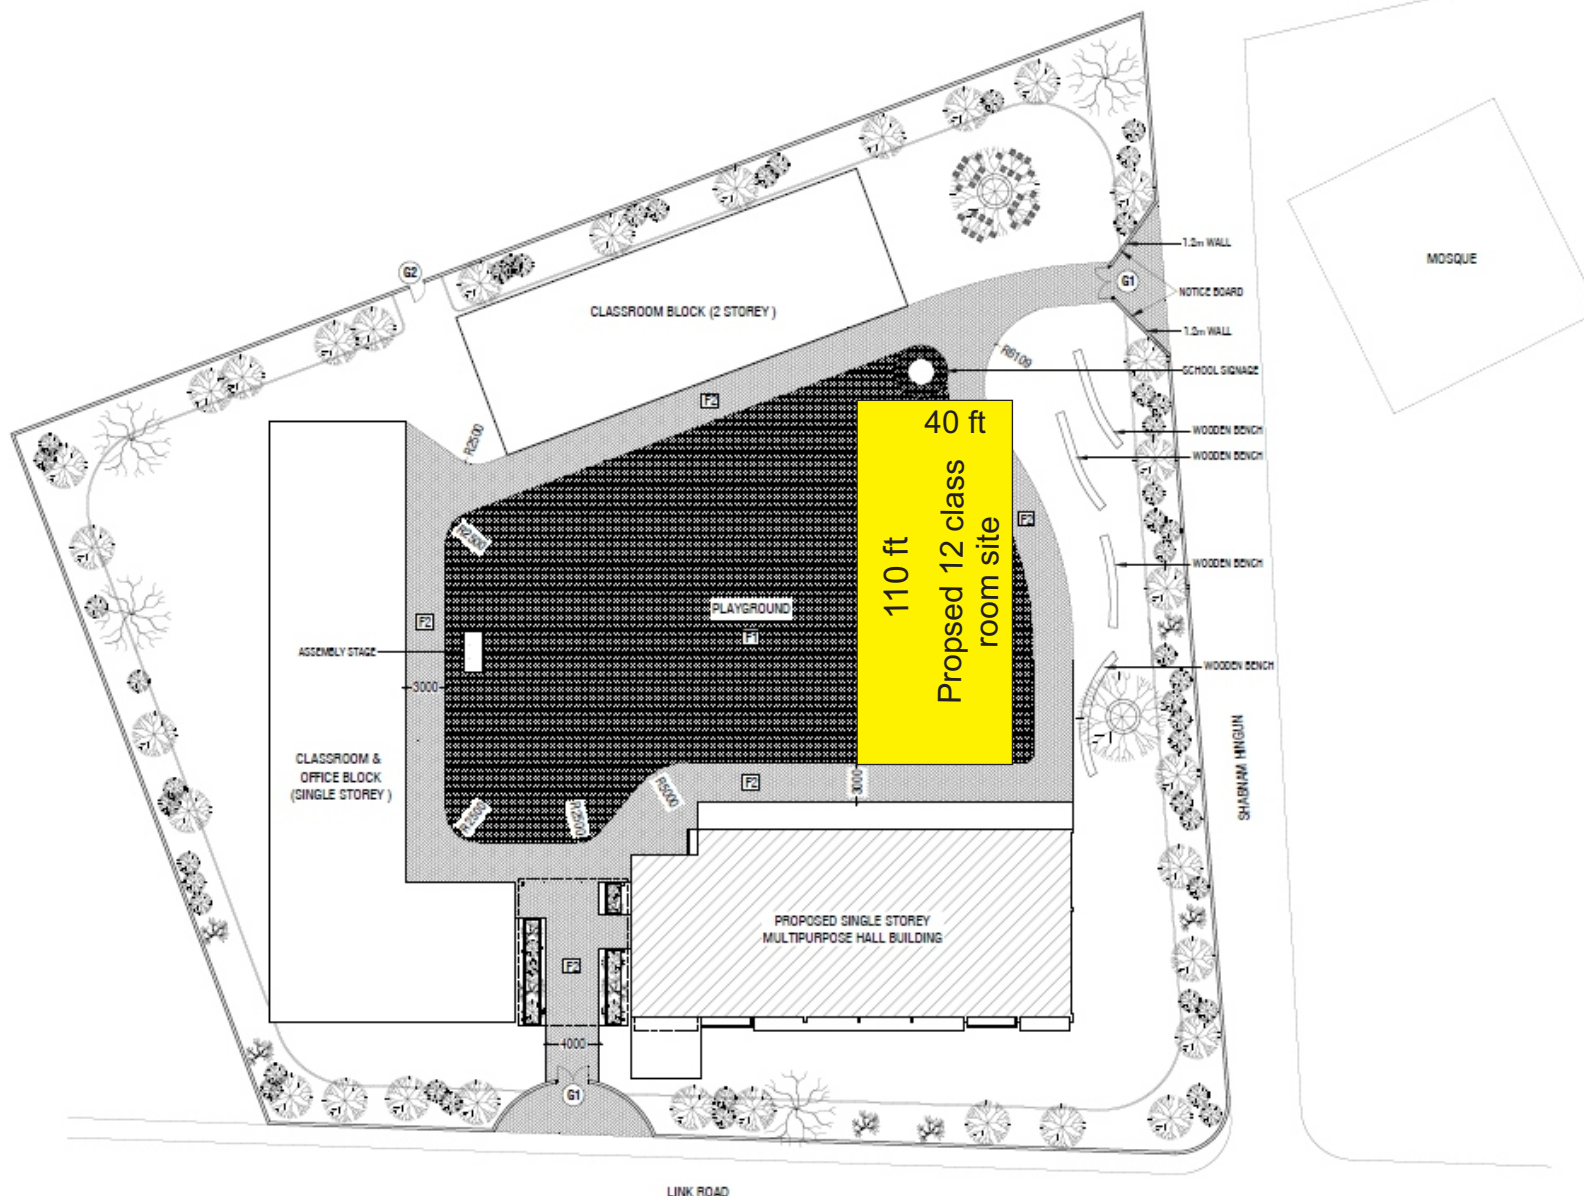 G2
CLASSROOM BLOCK (2 STOREY )
1.2m WALL
MOSQUE
G1
NOTICE BOARD
1.2m WALL
R6109
SCHOOL SIGNAGE
F2
40 ft
R2500
WOODEN BENCH
WOODEN BENCH
110 ft
Propsed 12 class
room site
F2
R2500
WOODEN BENCH
PLAYGROUND
F1
F2
ASSEMBLY STAGE
WOODEN BENCH
3000
SHABNAM HINGUN
CLASSROOM &
OFFICE BLOCK
(SINGLE STOREY )
F2
R5000
3000
R2500
R2500
PROPOSED SINGLE STOREY
MULTIPURPOSE HALL BUILDING
F2
4000
G1
LINK ROAD